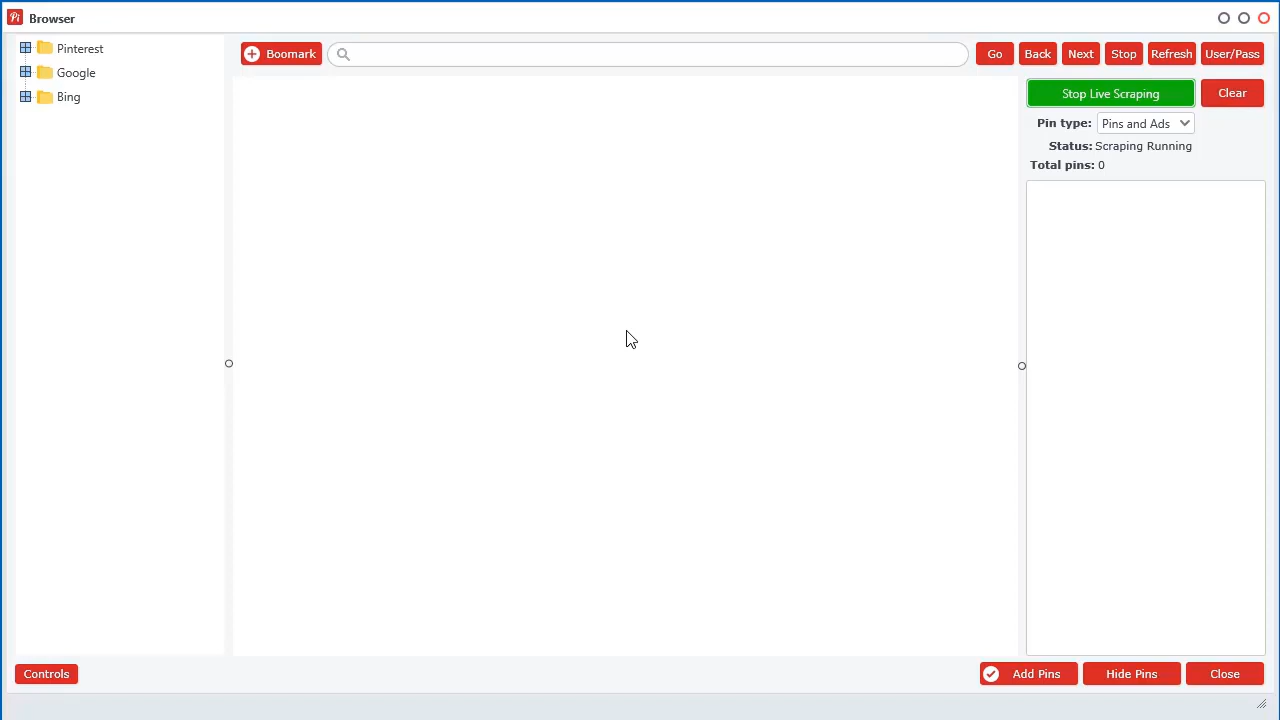 Pi Browser
Pinterest
Google
Bing
Boomark
Go Back Next Stop Refresh User/Pass
Stop Live Scraping Clear
Pin type: Pins and Ads
Status: Scraping Running
Total pins: 0
Controls
Add Pins Hide Pins Close